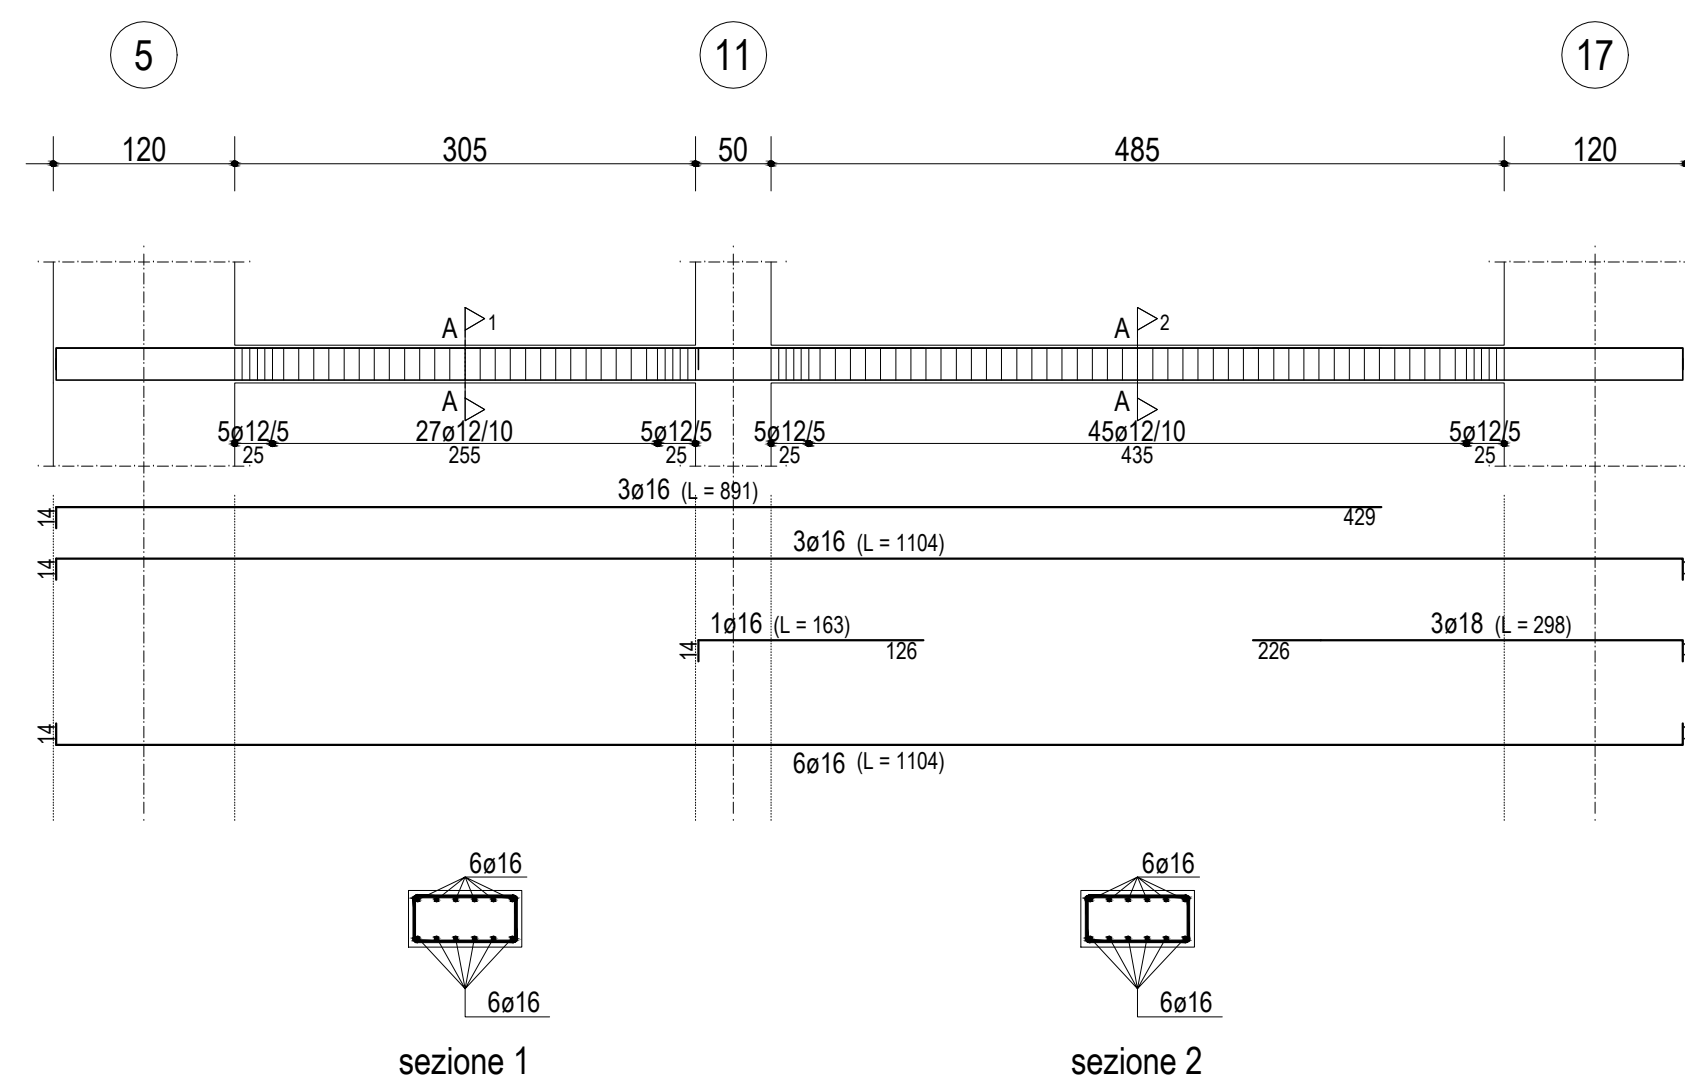 5 11 17
120 305 50 485 120
A 1 A 2
A A
5ø12/5 27ø12/10 5ø12/5 5ø12/5 45ø12/10 5ø12/5
25 255 25 25 435 25
3ø16 (L = 891)
14 429
3ø16 (L = 1104)
14
1ø16 (L = 163) 3ø18 (L = 298)
14 126 226
14
6ø16 (L = 1104)
6ø16 6ø16
6ø16 6ø16
sezione 1 sezione 2